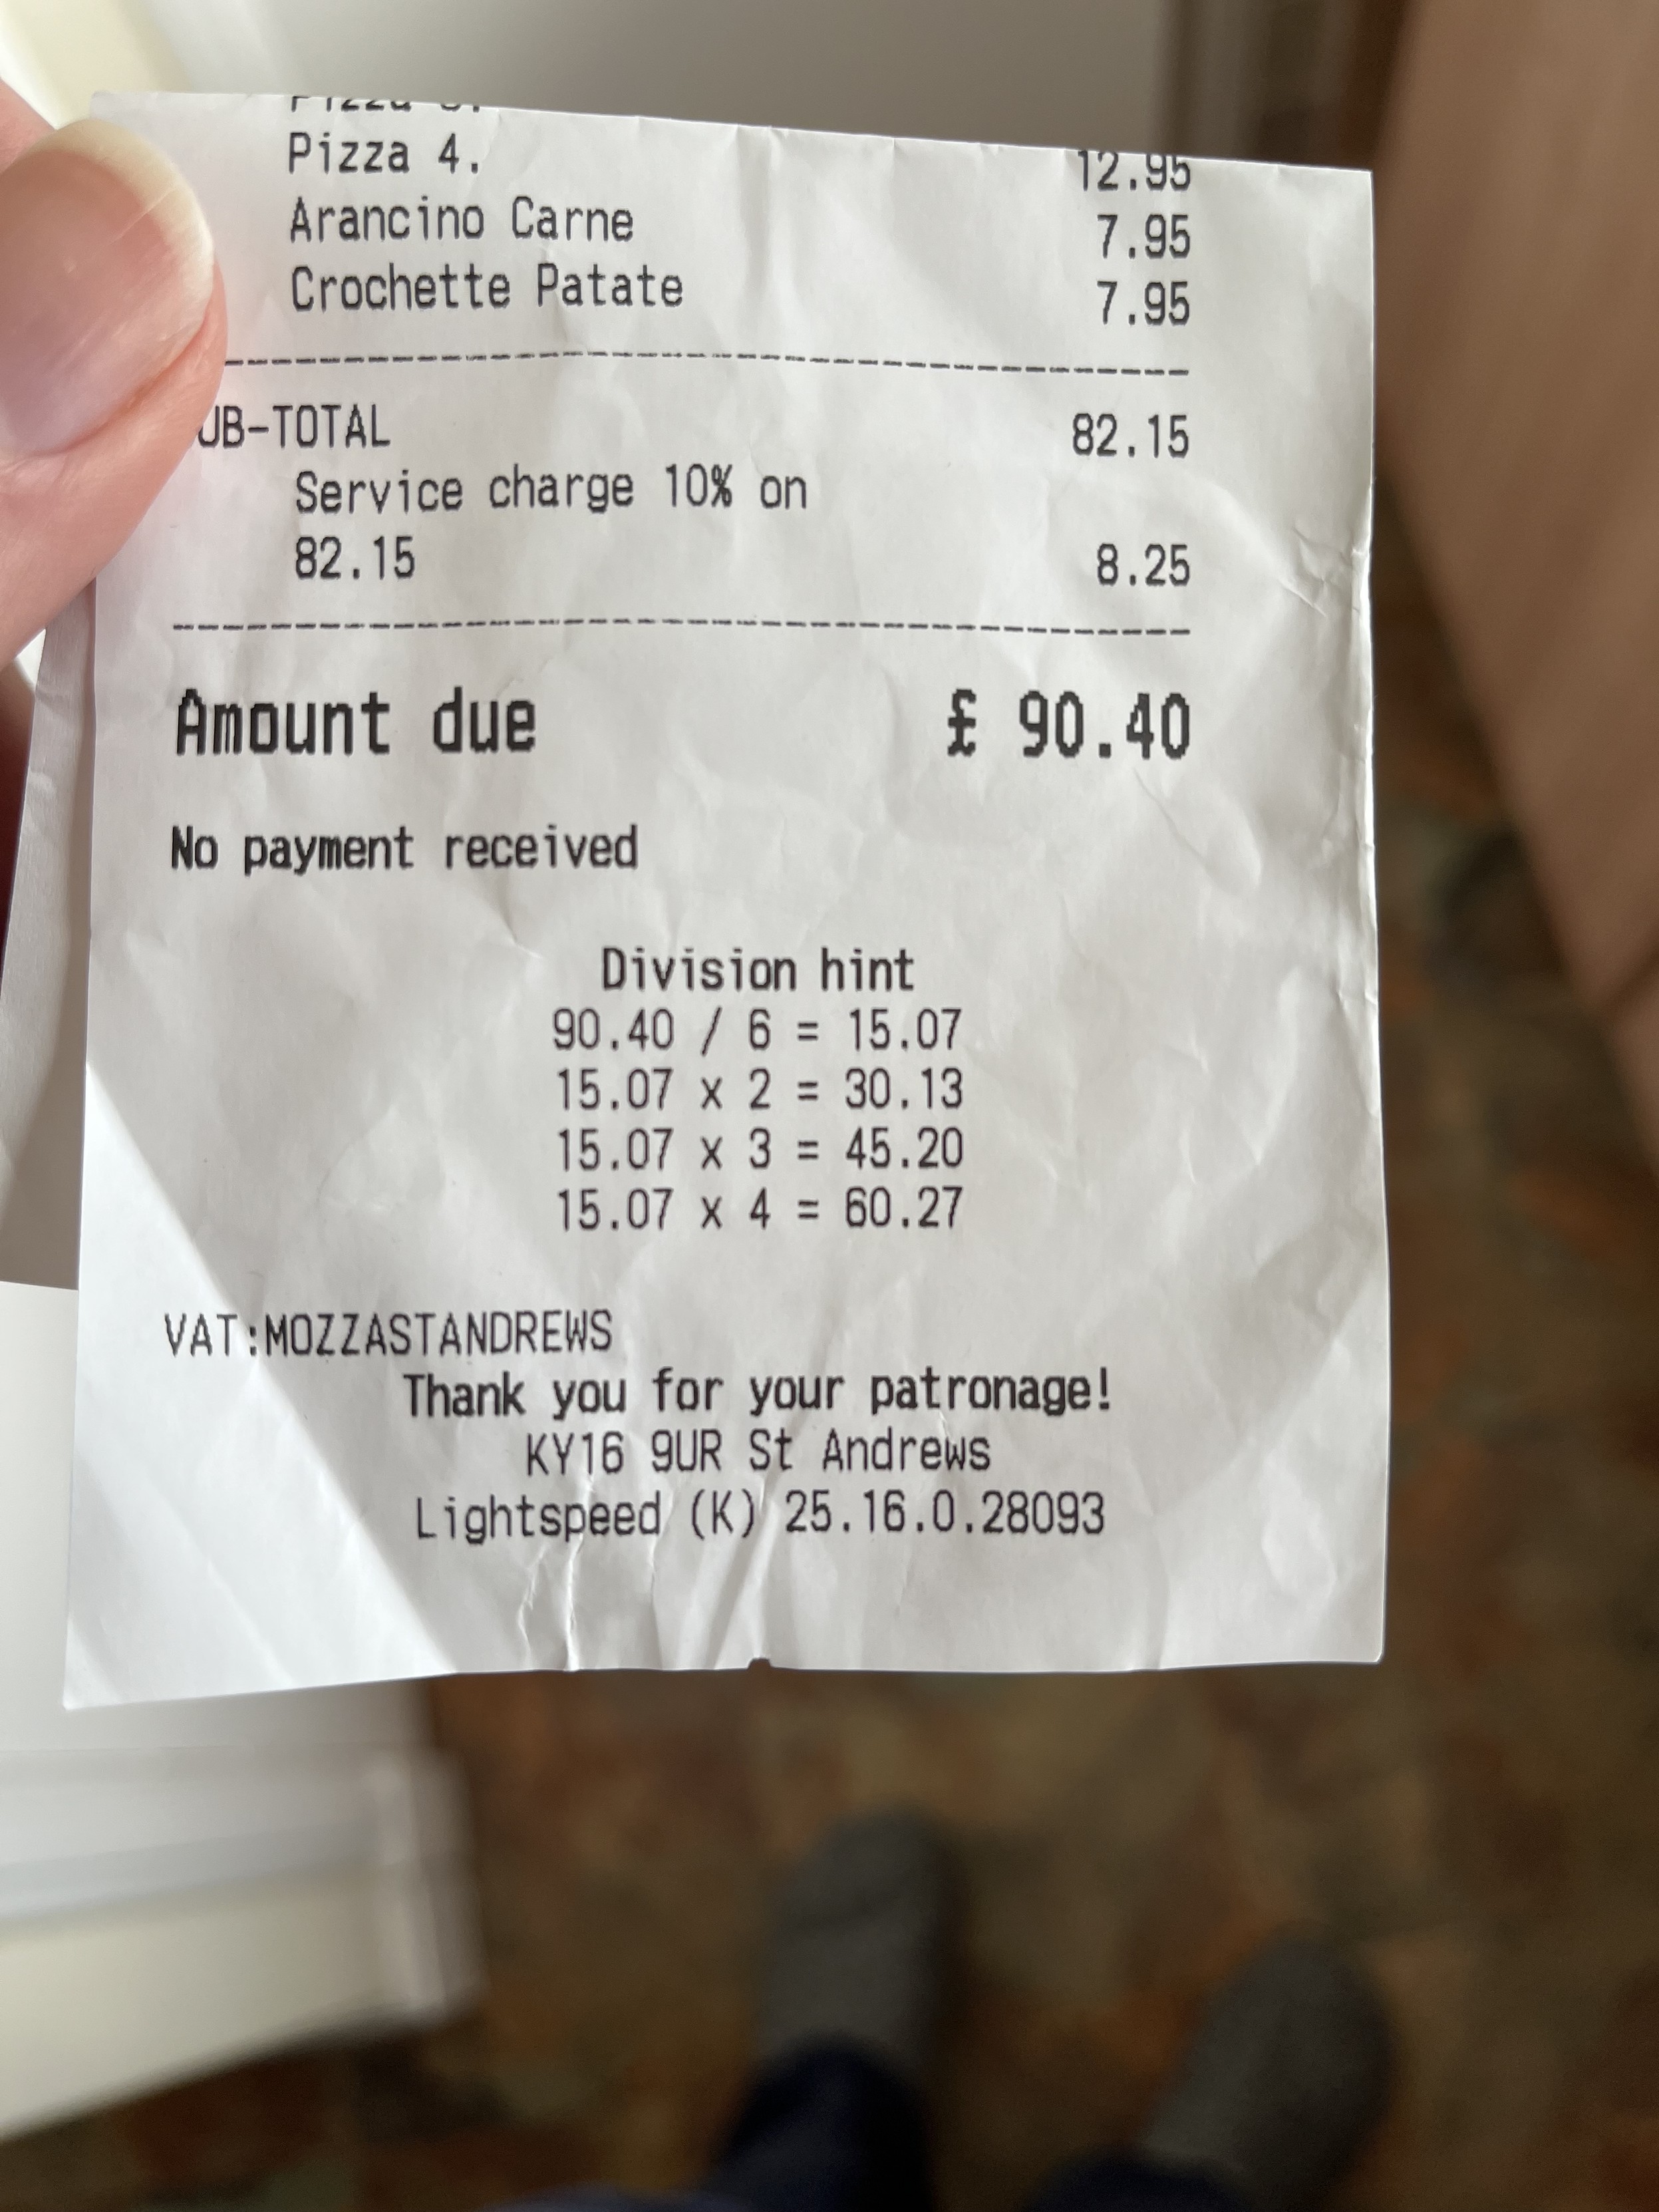 Pizza 4. 12.95
Arancino Carne 7.95
Crochette Patate 7.95
UB-TOTAL 82.15
Service charge 10% on
82.15 8.25
Amount due £ 90.40
No payment received
Division hint
90.40 / 6 = 15.07
15.07 x 2 = 30.13
15.07 x 3 = 45.20
15.07 x 4 = 60.27
VAT:MOZZASTANDREWS
Thank you for your patronage!
KY16 9UR St Andrews
Lightspeed (K) 25.16.0.28093